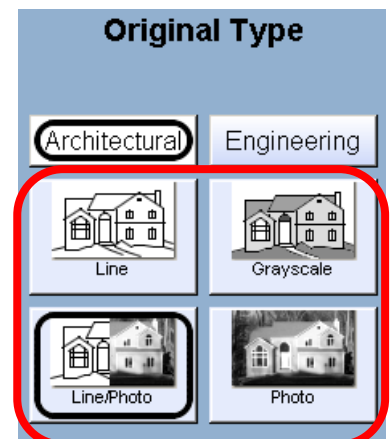 Original Type
Architectural Engineering
Line Grayscale
Line/Photo Photo